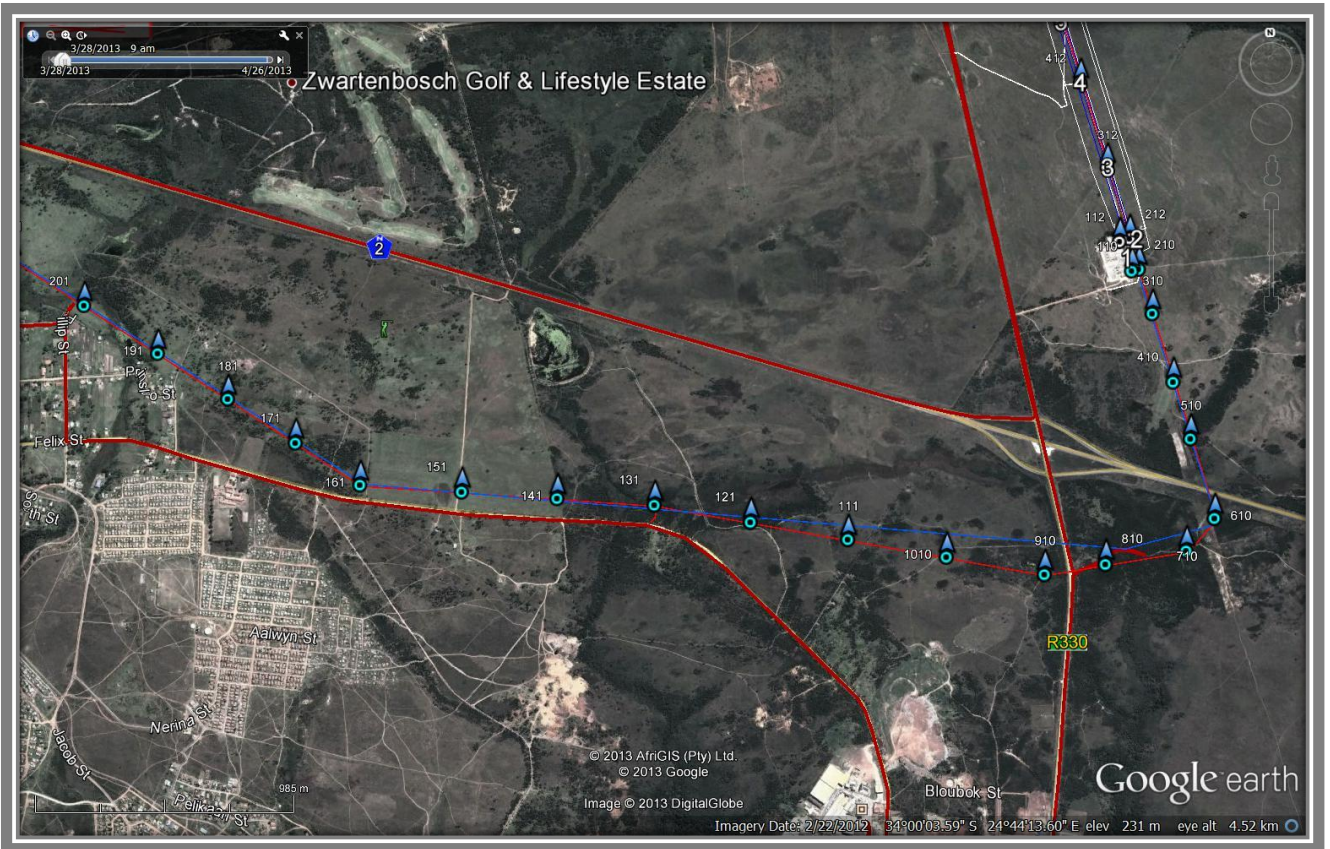 3/28/2013 9 am
3/28/2013 4/26/2013
Zwartenbosch Golf & Lifestyle Estate
N
412
4
312
3
2
112
212
2
110
210
1
310
201
191
181
171
410
510
Felix St
161
151
141
131
121
111
610
1010
910
810
710
Aalwyn St
R330
Nerina St
Jacob St
985 m
© 2013 AfriGIS (Pty) Ltd.
© 2013 Google
Image © 2013 DigitalGlobe
Pelikaan St
Bloubok St
Google earth
Imagery Date: 2/22/2012 34°00'03.59" S 24°44'13.60" E elev 231 m eye alt 4.52 km